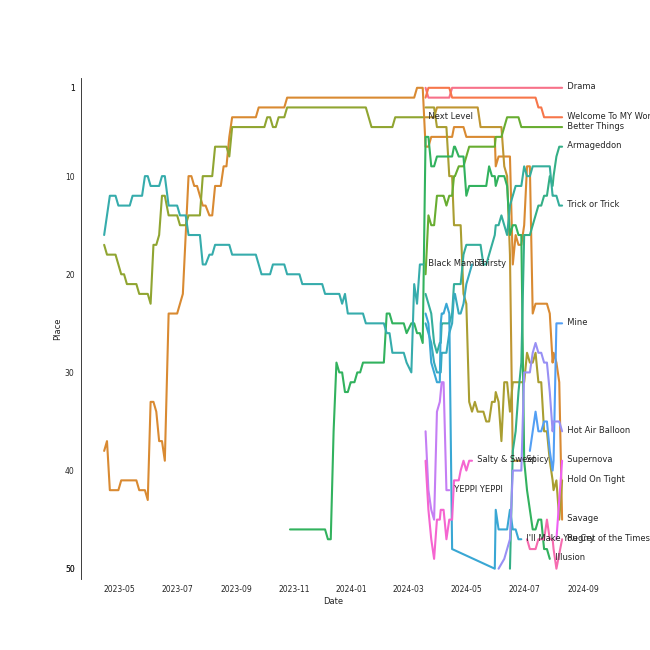 1
Drama
Welcome To MY Wor
Next Level
Better Things
Armageddon
10
Trick or Trick
20
Black Mamba
Thirsty
Place
Mine
30
Hot Air Balloon
40
Salty & Sweet
Spicy
Supernova
YEPPI YEPPI
Hold On Tight
Savage
I'll Make You Cry
Regret of the Times
Illusion
50
2023-05
2023-07
2023-09
2023-11
2024-01
2024-03
2024-05
2024-07
2024-09
Date